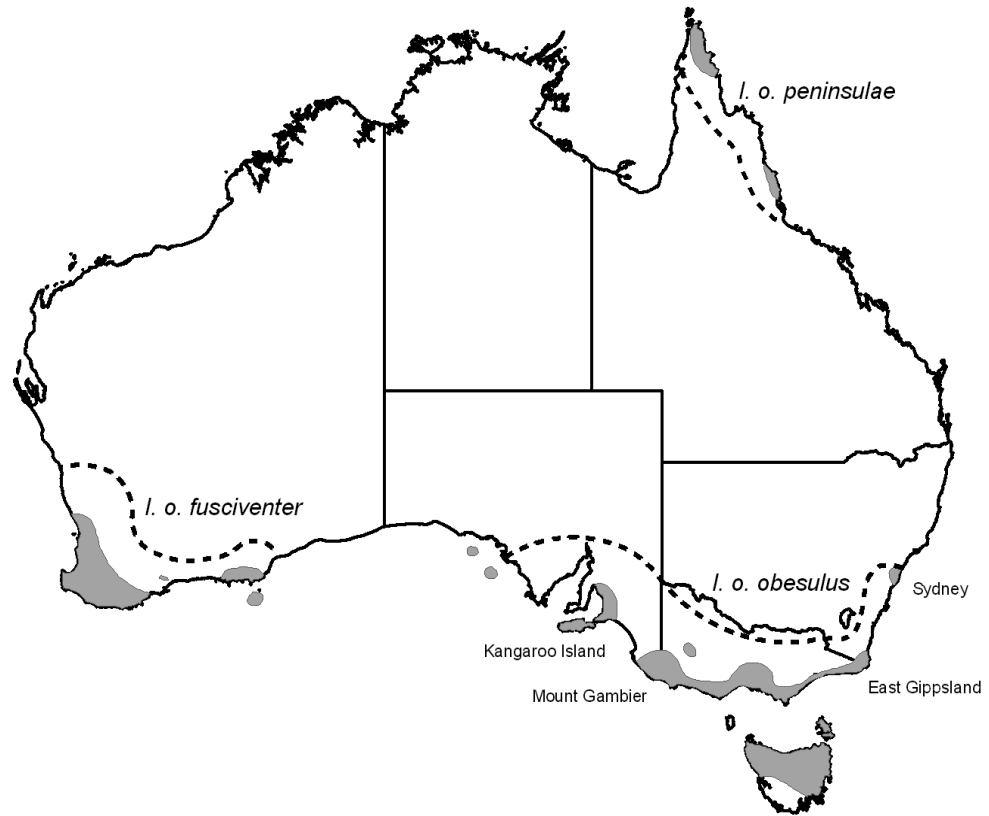 I. o. peninsulae
I. o. fusciventer
I. o. obesulus
Sydney
Kangaroo Island
East Gippsland
Mount Gambier